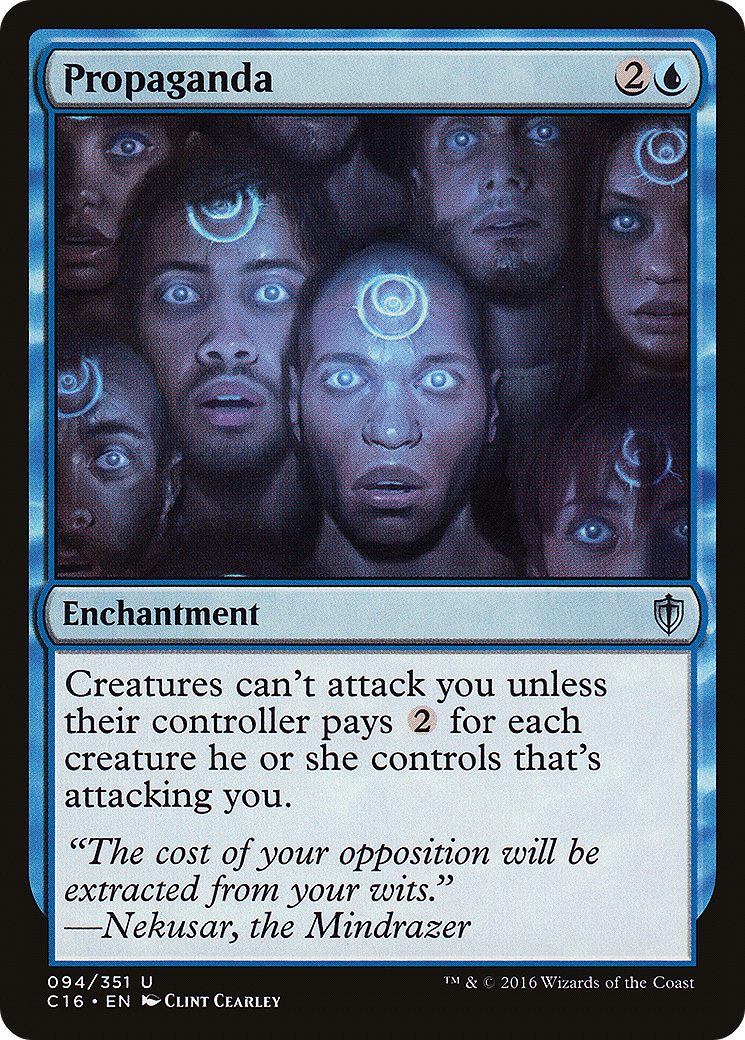 Propaganda 2
Enchantment
Creatures can't attack you unless
their controller pays 2 for each
creature he or she controls that's
attacking you.
“The cost of your opposition will be
extracted from your wits.”
—Nekusar, the Mindrazer
094/351 U
C16 • EN CLINT CEARLEY
™ & © 2016 Wizards of the Coast